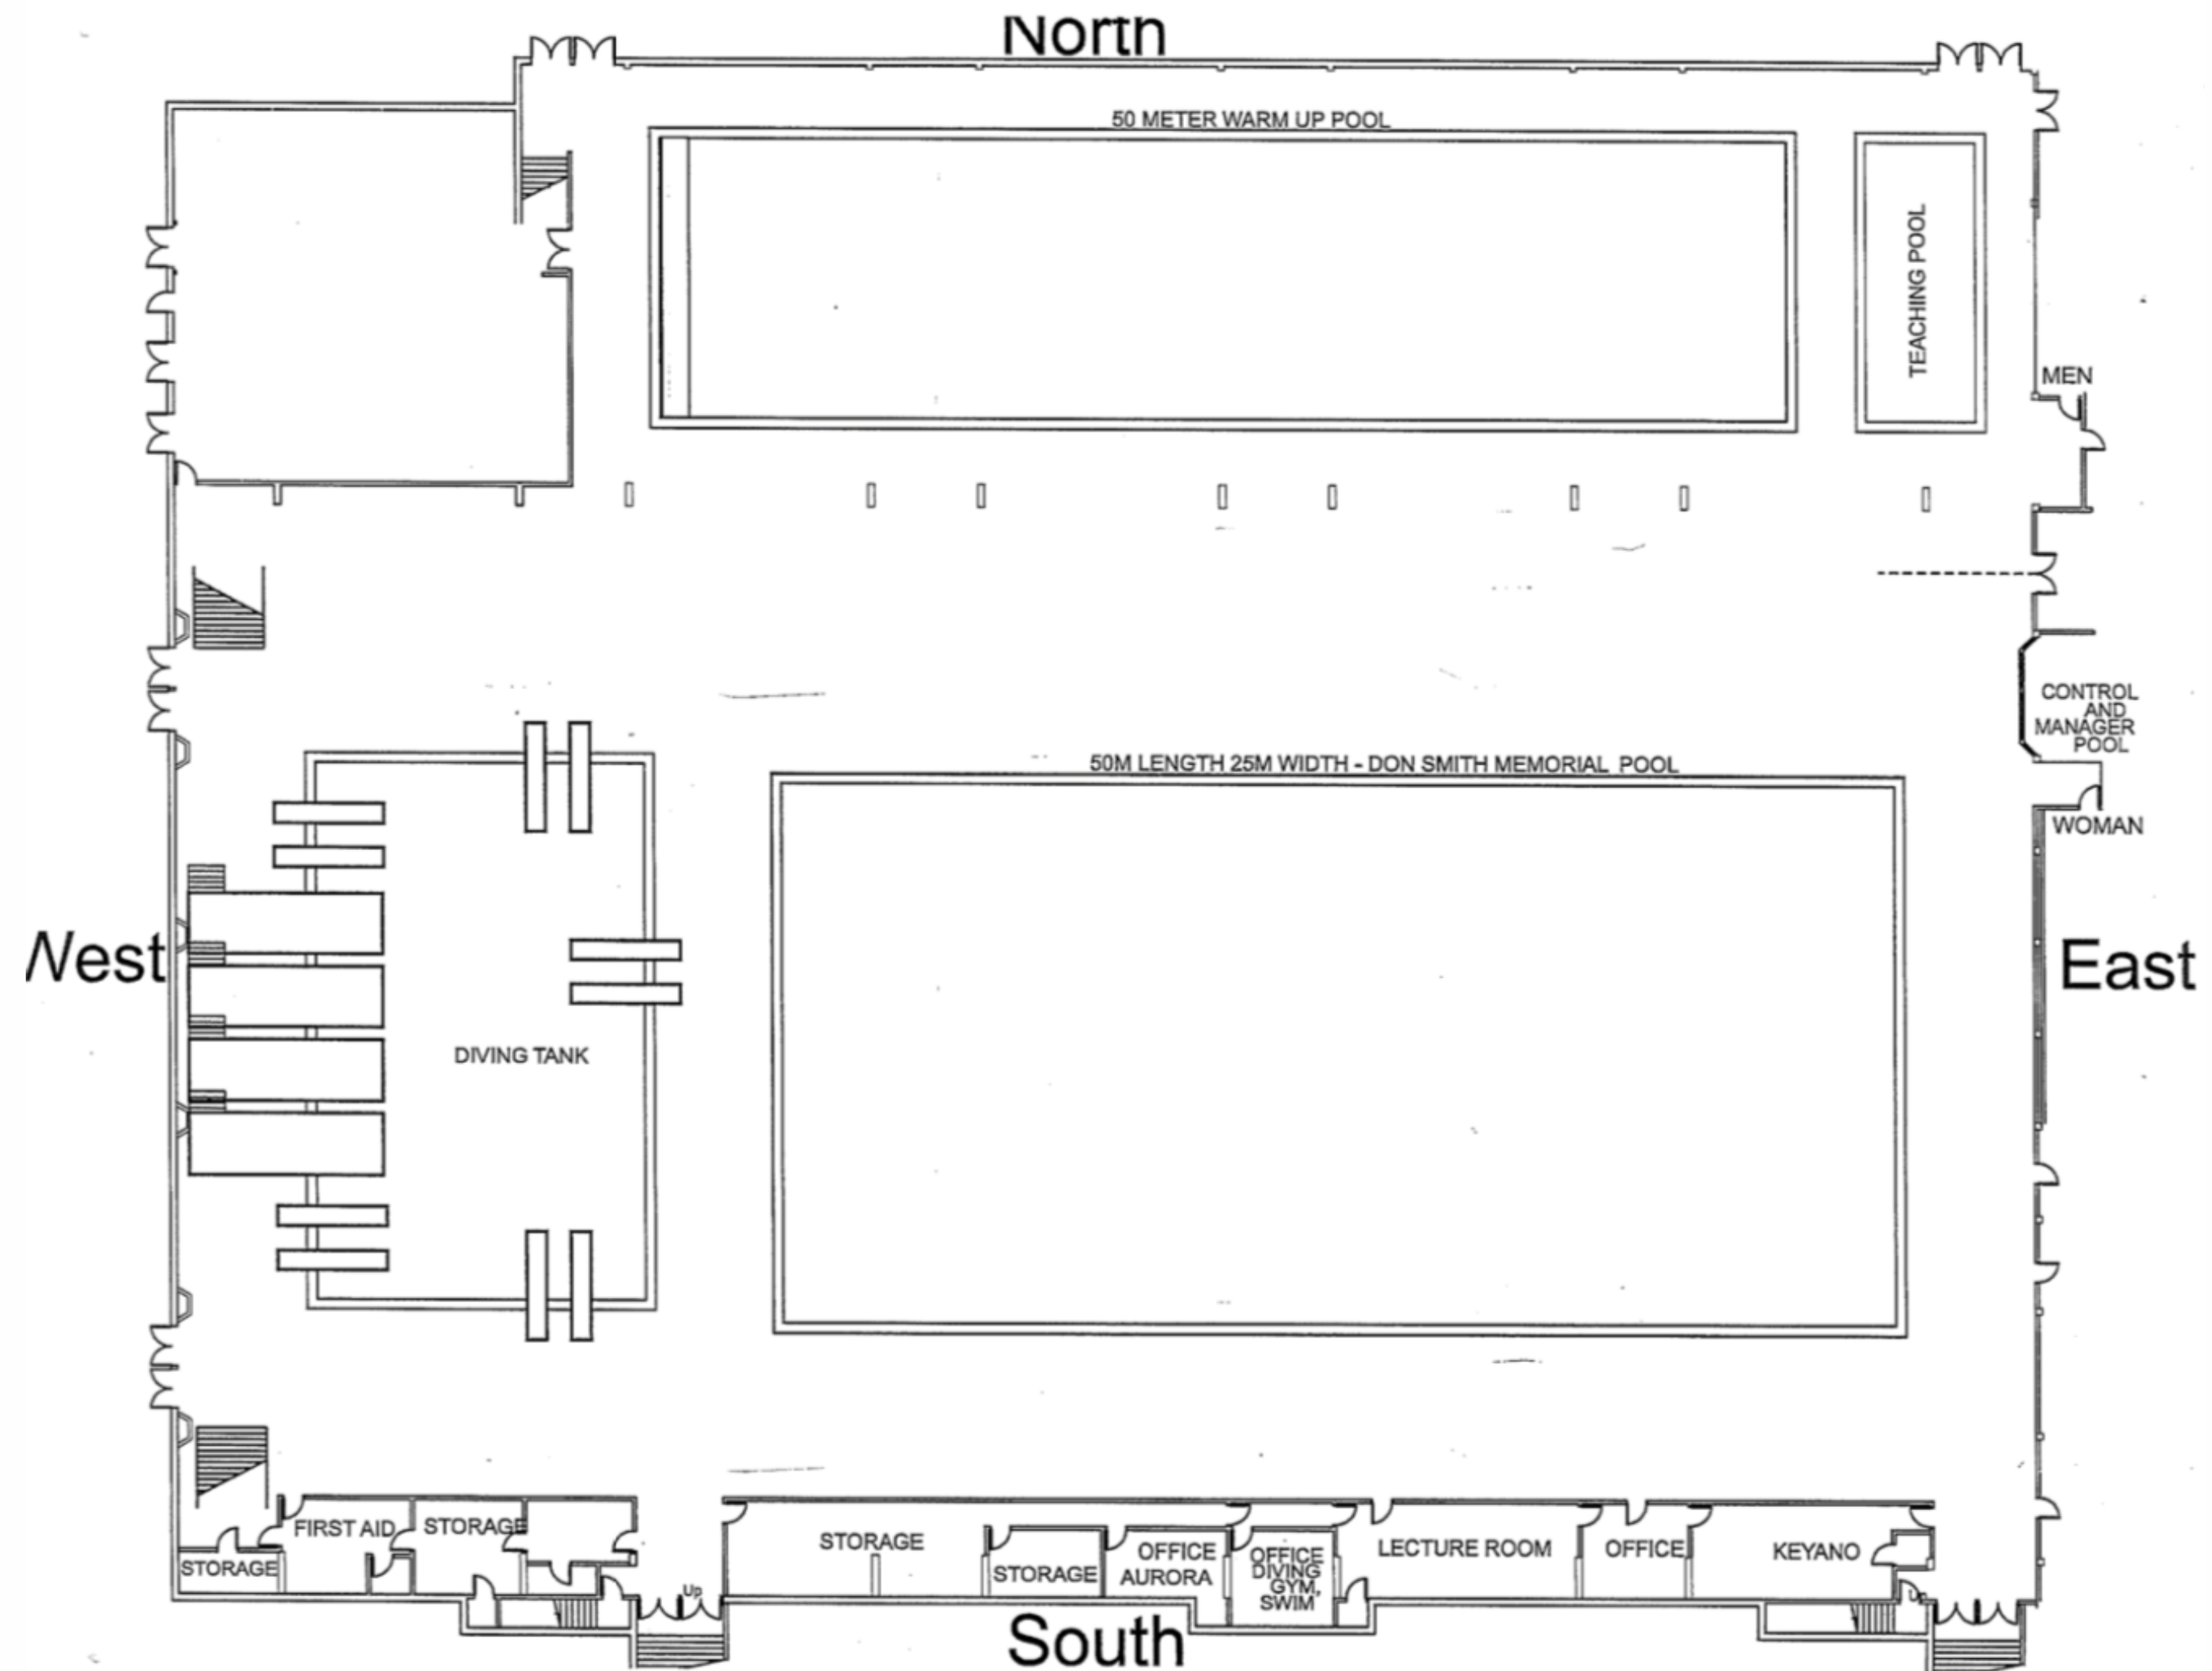 North
50 METER WARM UP POOL
TEACHING POOL
MEN
CONTROL
AND
MANAGER
POOL
50M LENGTH 25M WIDTH - DON SMITH MEMORIAL POOL
WOMAN
West
East
DIVING TANK
FIRST AID
STORAGE
STORAGE
STORAGE
STORAGE
OFFICE
AURORA
OFFICE
DIVING
GYM,
SWIM
LECTURE ROOM
OFFICE
KEYANO
Up
South